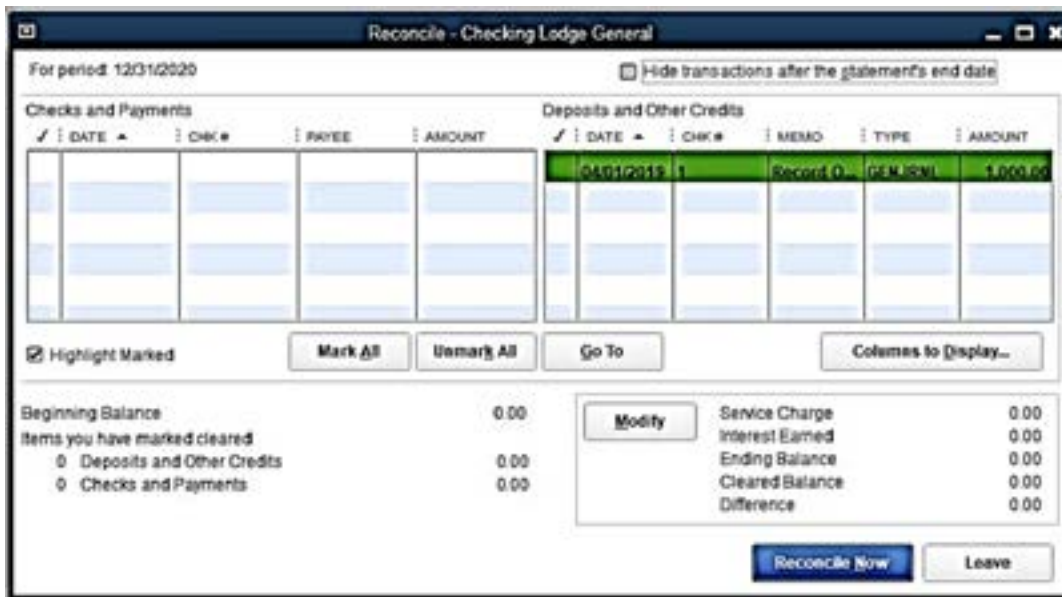 Reconcile - Checking Lodge General
For period: 12/31/2020
Hide transactions after the statement's end date
Checks and Payments
Deposits and Other Credits
✓ DATE CHK # PAYEE AMOUNT
✓ DATE CHK # MEMO TYPE AMOUNT
04/01/2019 1 Record O... GENJRNL 1,000.00
Highlight Marked
Mark All
Unmark All
Go To
Columns to Display...
Beginning Balance 0.00
Items you have marked cleared
0 Deposits and Other Credits 0.00
0 Checks and Payments 0.00
Modify
Service Charge 0.00
Interest Earned 0.00
Ending Balance 0.00
Cleared Balance 0.00
Difference 0.00
Reconcile Now
Leave